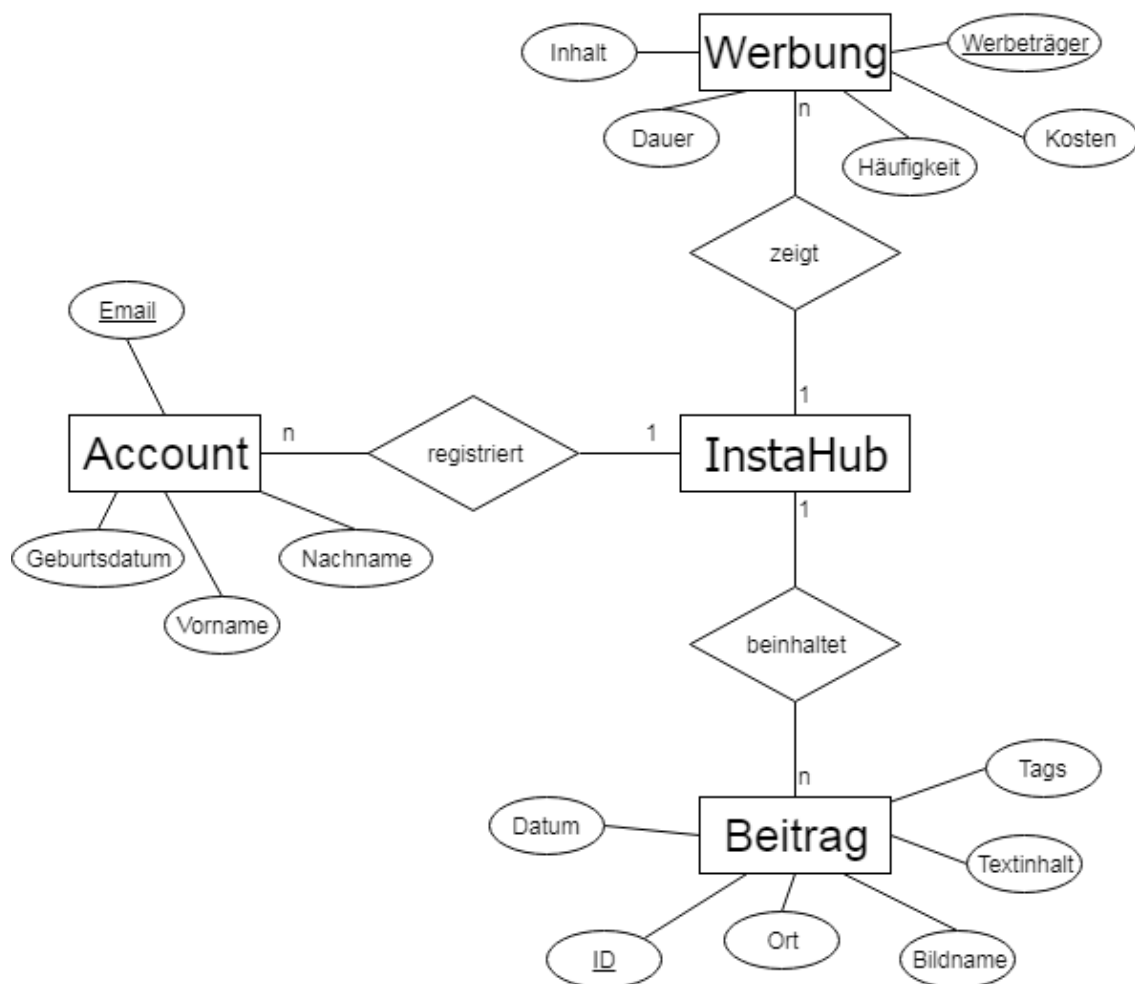 Inhalt
Werbung
Werbeträger
Dauer
n
Häufigkeit
Kosten
zeigt
Email
1
Account
n
registriert
1
InstaHub
1
Geburtsdatum
Nachname
Vorname
beinhaltet
n
Tags
Datum
Beitrag
Textinhalt
ID
Ort
Bildname